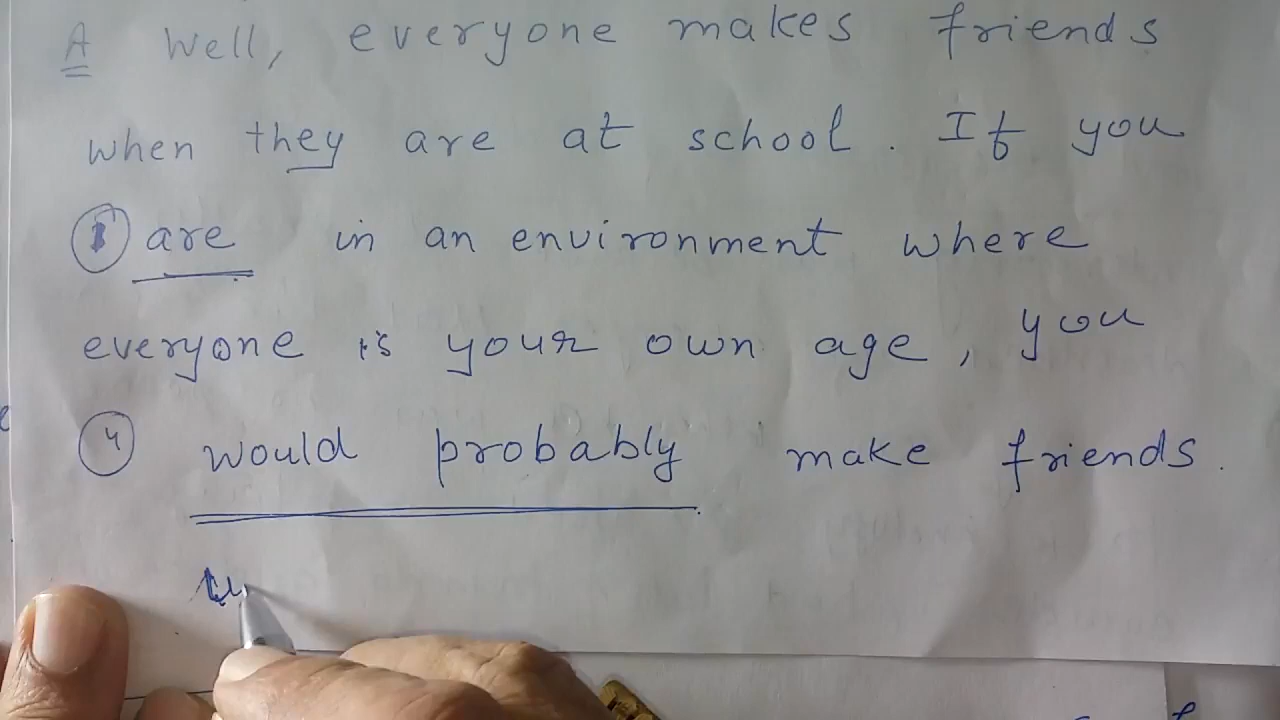 A Well, everyone makes friends
when they are at school. If you
are in an environment where
everyone is your own age, you
4 would probably make friends.